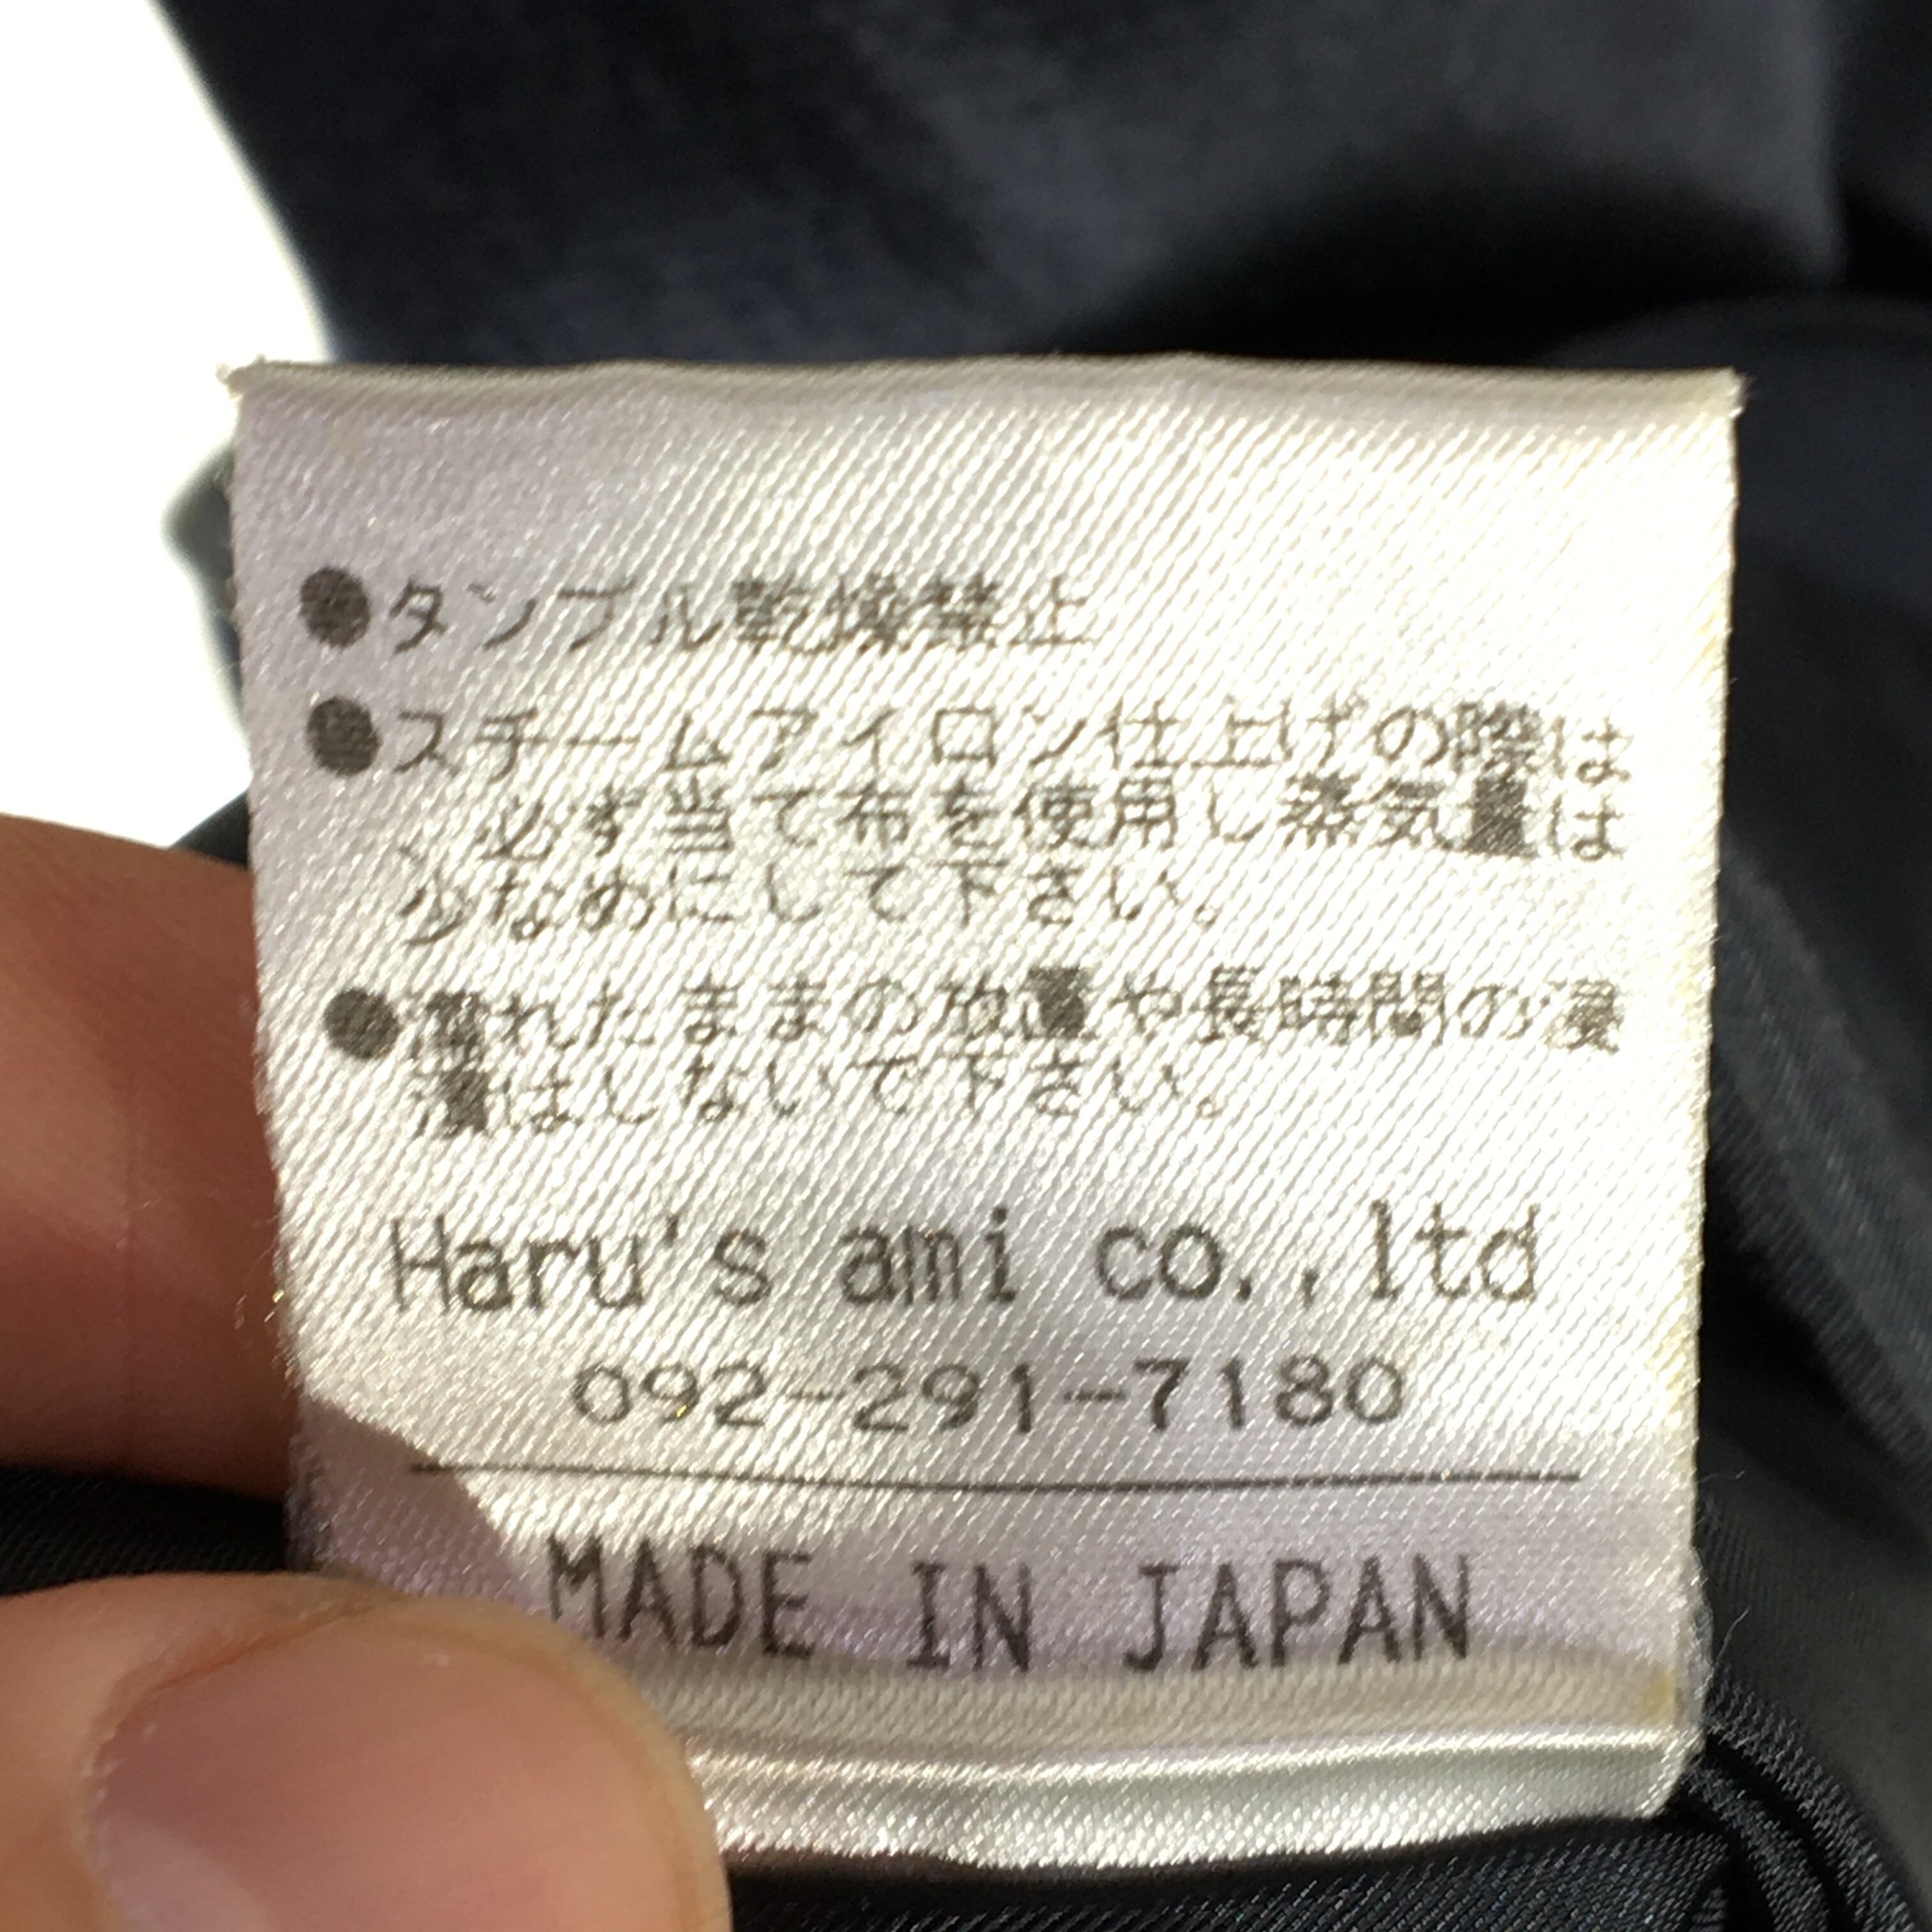 ●タンブル乾燥禁止
●スチームアイロン仕上げの際は
必ず当て布を使用し蒸気量は
少なめにして下さい。
●濡れたままの放置や長時間の浸
漬はしないで下さい。
Haru's ami co.,ltd
092-291-7180
MADE IN JAPAN